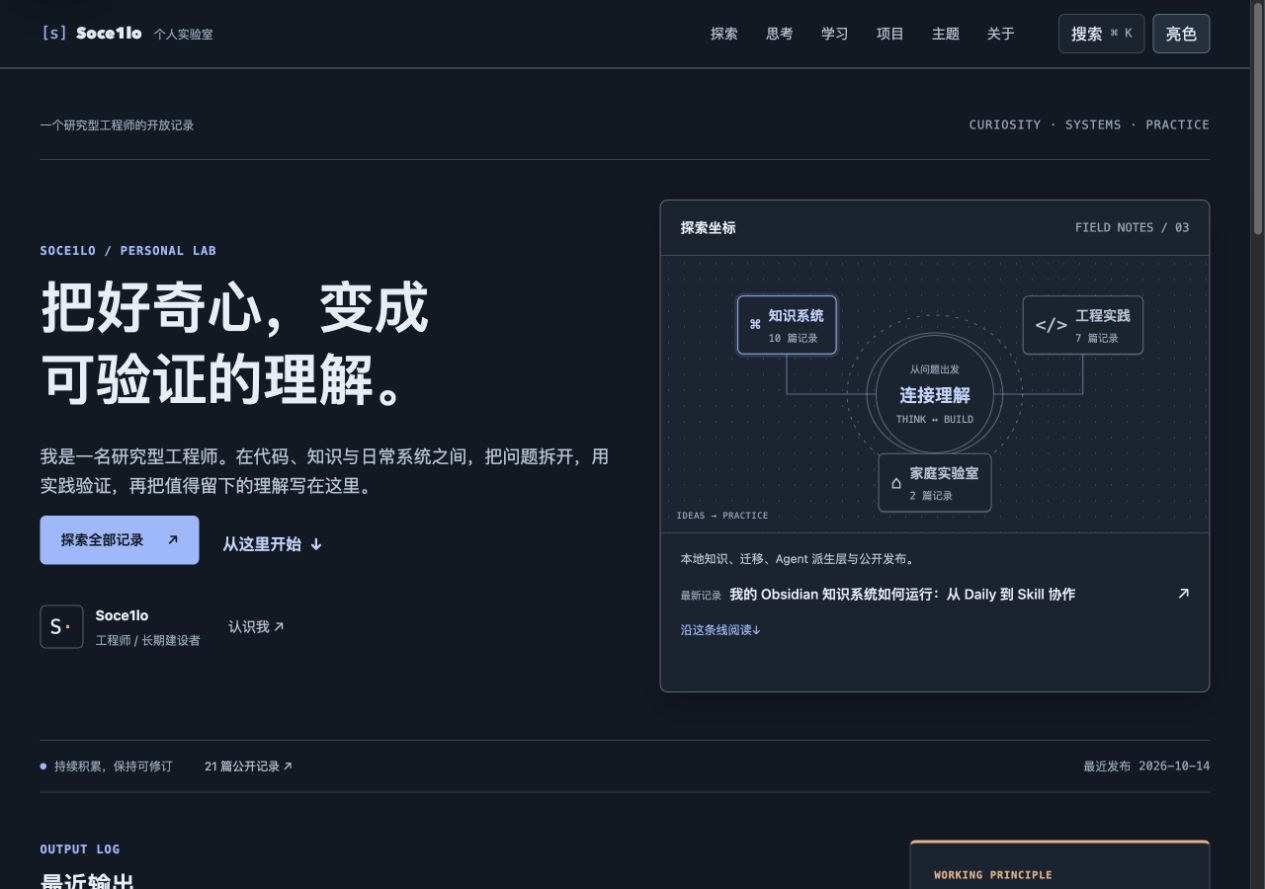 [S] Soce1lo 个人实验室
探索 思考 学习 项目 主题 关于 搜索 ⌘ K 亮色
一个研究型工程师的开放记录
CURIOSITY · SYSTEMS · PRACTICE
SOCE1LO / PERSONAL LAB
把好奇心，变成
可验证的理解。
我是一名研究型工程师。在代码、知识与日常系统之间，把问题拆开，用
实践验证，再把值得留下的理解写在这里。
探索全部记录 ↗
从这里开始 ↓
S·
Soce1lo
工程师 / 长期建设者
认识我 ↗
探索坐标
FIELD NOTES / 03
⌘ 知识系统
10 篇记录
</> 工程实践
7 篇记录
从问题出发
连接理解
THINK ↔ BUILD
家庭实验室
2 篇记录
IDEAS → PRACTICE
本地知识、迁移、Agent 派生层与公开发布。
最新记录 我的 Obsidian 知识系统如何运行：从 Daily 到 Skill 协作 ↗
沿这条线阅读↓
持续积累，保持可修订
21 篇公开记录 ↗
最近发布 2026-10-14
OUTPUT LOG
最近输出
WORKING PRINCIPLE